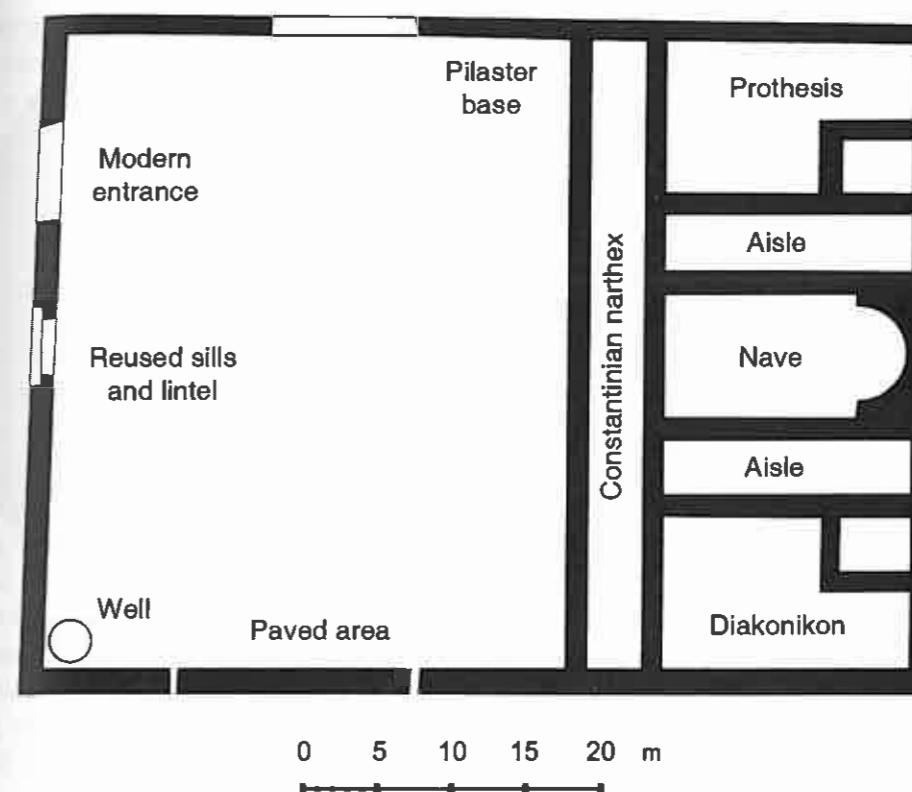 Pilaster
base
Prothesis
Modern
entrance
Aisle
Constantinian narthex
Reused sills
and lintel
Nave
Aisle
Well
Paved area
Diakonikon
0 5 10 15 20 m